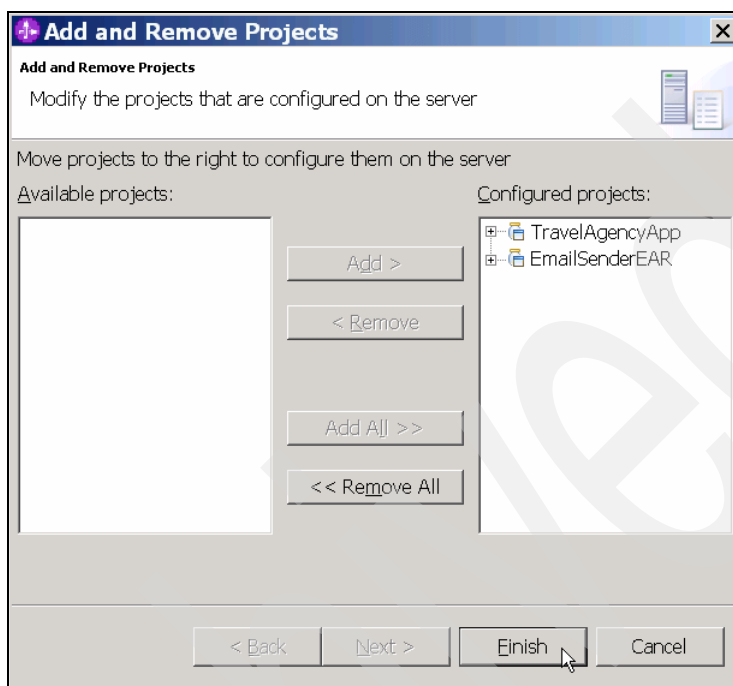 Add and Remove Projects
Add and Remove Projects
Modify the projects that are configured on the server
Move projects to the right to configure them on the server
Available projects:
Configured projects:
TravelAgencyApp
EmailSenderEAR
Add >
< Remove
Add All >>
<< Remove All
< Back
Next >
Finish
Cancel